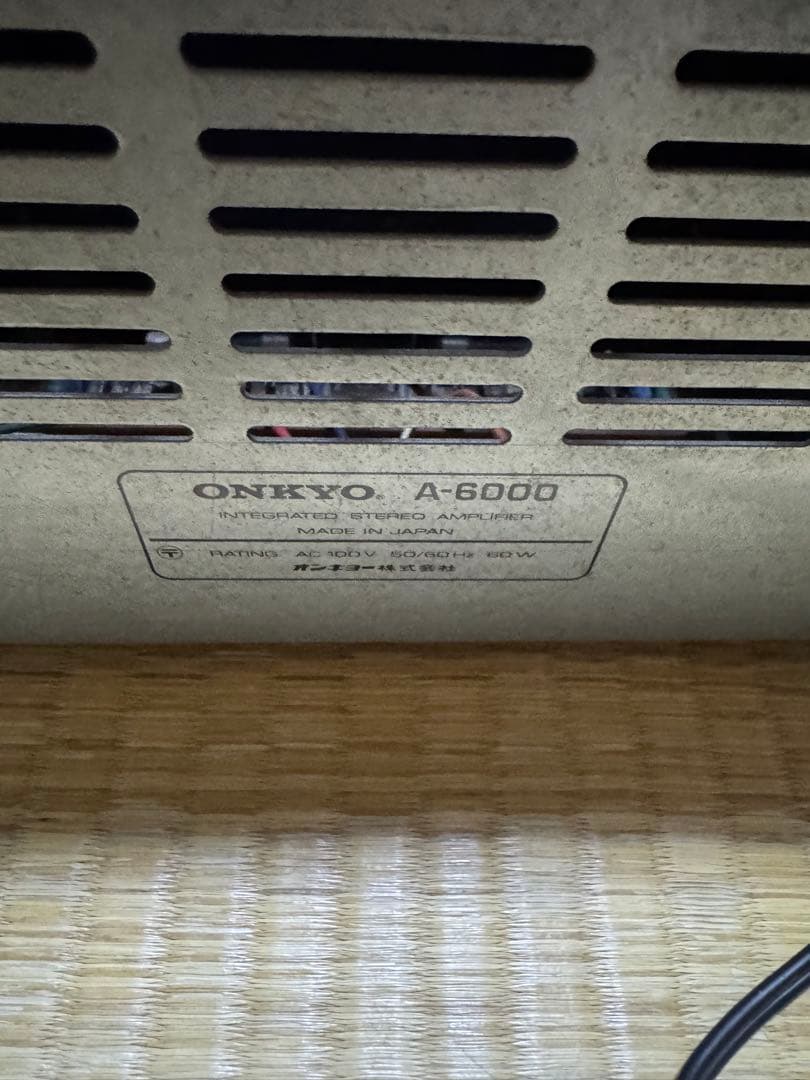 ONKYO® A-6000
INTEGRATED STEREO AMPLIFIER
MADE IN JAPAN
〒 RATING AC 100V 50/60Hz 60W
オンキヨー株式会社